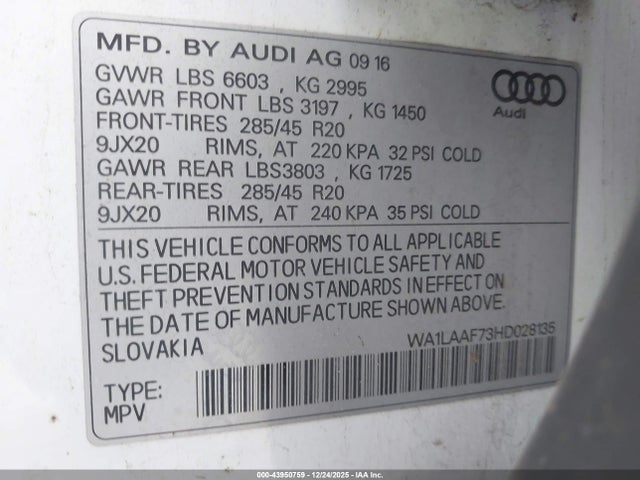 MFD. BY AUDI AG 09 16
GVWR LBS 6603 , KG 2995
GAWR FRONT LBS 3197 , KG 1450
FRONT-TIRES 285/45 R20
9JX20 RIMS, AT 220 KPA 32 PSI COLD
GAWR REAR LBS3803 , KG 1725
REAR-TIRES 285/45 R20
9JX20 RIMS, AT 240 KPA 35 PSI COLD
Audi
THIS VEHICLE CONFORMS TO ALL APPLICABLE
U.S. FEDERAL MOTOR VEHICLE SAFETY AND
THEFT PREVENTION STANDARDS IN EFFECT ON
THE DATE OF MANUFACTURE SHOWN ABOVE.
SLOVAKIA
WA1LAAF73HD028135
TYPE:
MPV
000-43950759 - 12/24/2025 - IAA Inc.